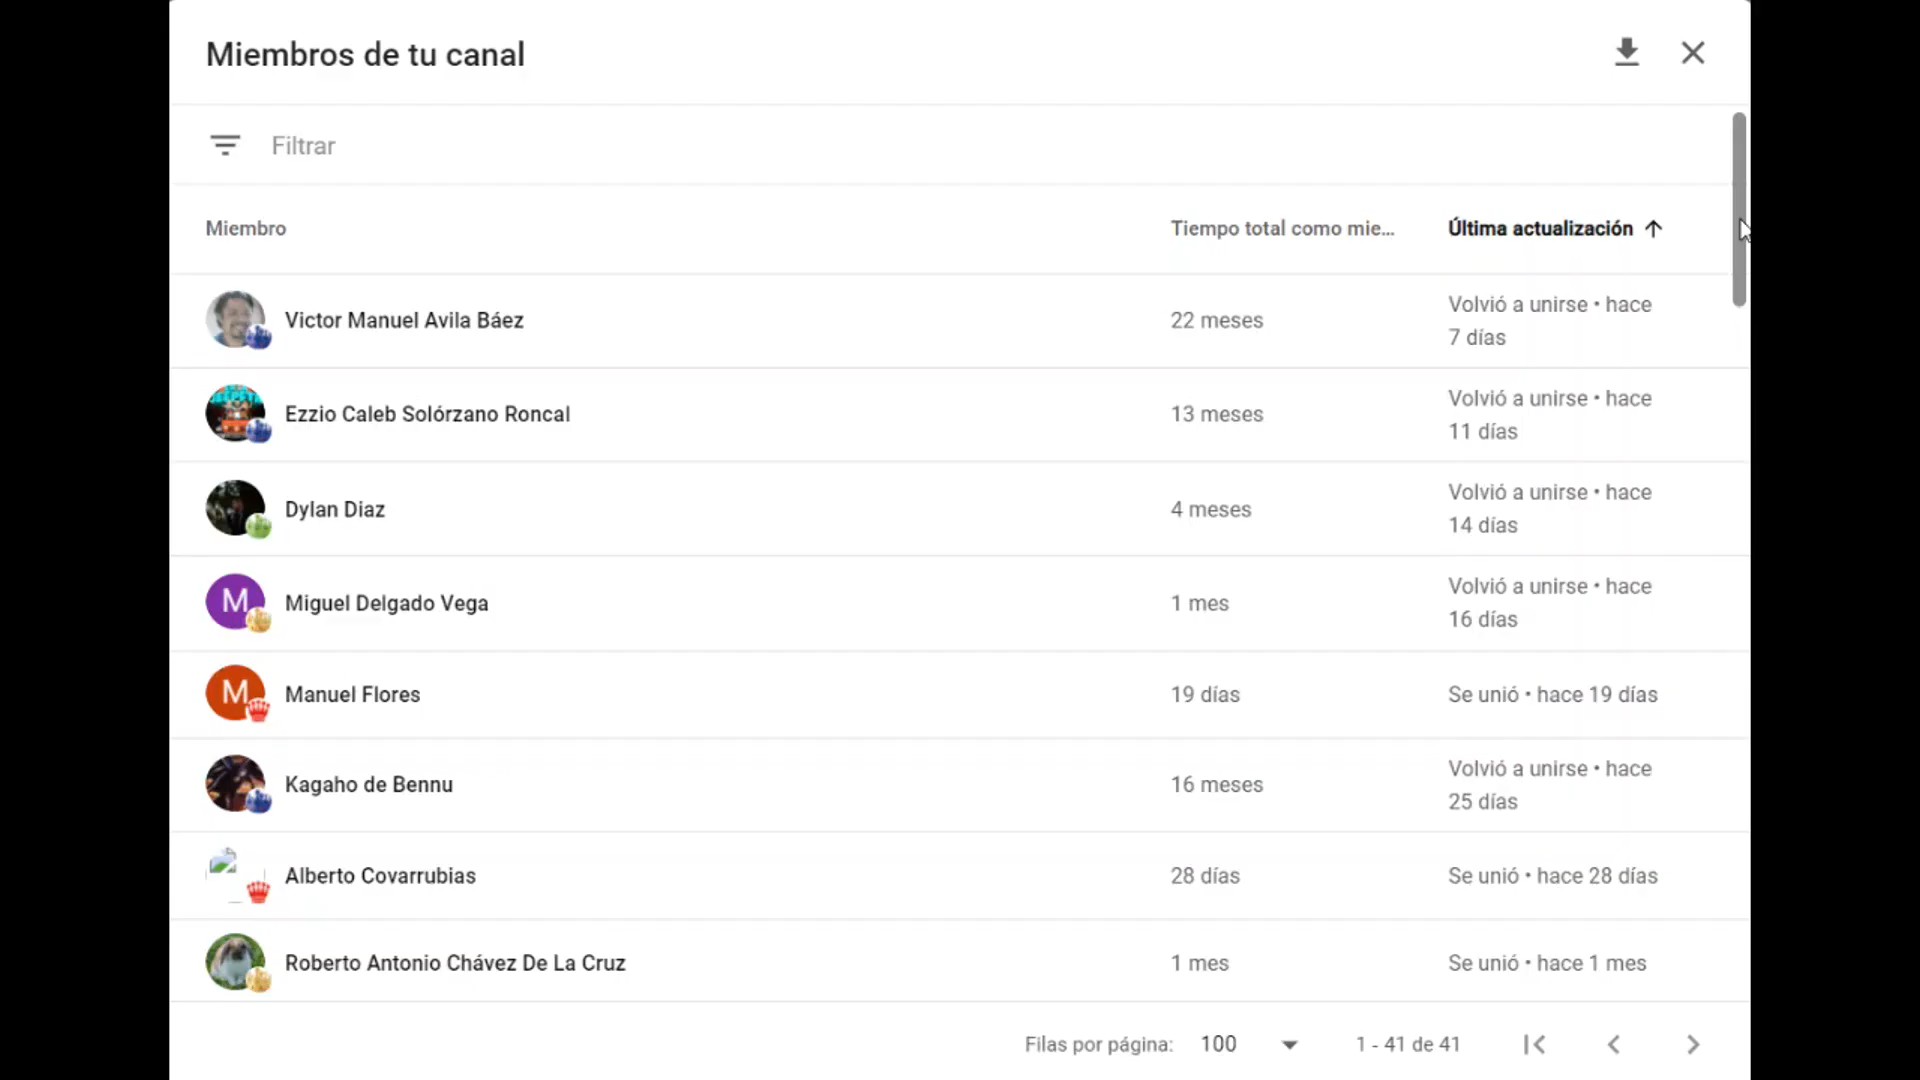 Miembros de tu canal
Filtrar
Miembro
Tiempo total como mie...
Última actualización
Victor Manuel Avila Báez
22 meses
Volvió a unirse • hace
7 días
Ezzio Caleb Solórzano Roncal
13 meses
Volvió a unirse • hace
11 días
Dylan Diaz
4 meses
Volvió a unirse • hace
14 días
M
Miguel Delgado Vega
1 mes
Volvió a unirse • hace
16 días
M
Manuel Flores
19 días
Se unió • hace 19 días
Kagaho de Bennu
16 meses
Volvió a unirse • hace
25 días
Alberto Covarrubias
28 días
Se unió • hace 28 días
Roberto Antonio Chávez De La Cruz
1 mes
Se unió • hace 1 mes
Filas por página:
100
1 - 41 de 41